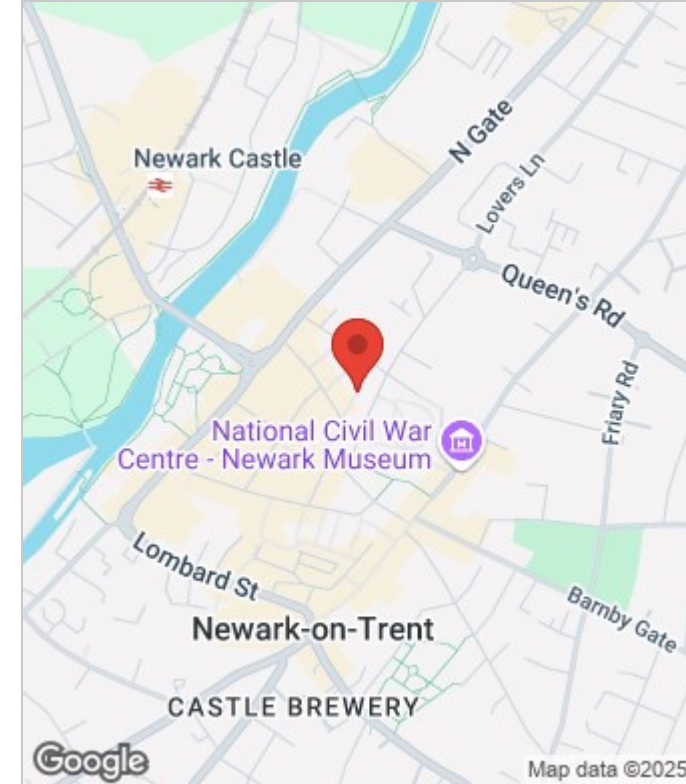 Newark Castle
N Gate
Lovers Ln
Queen's Rd
Friary Rd
National Civil War
Centre - Newark Museum
Lombard St
Barnby Gate
Newark-on-Trent
CASTLE BREWERY
Google
Map data ©2025